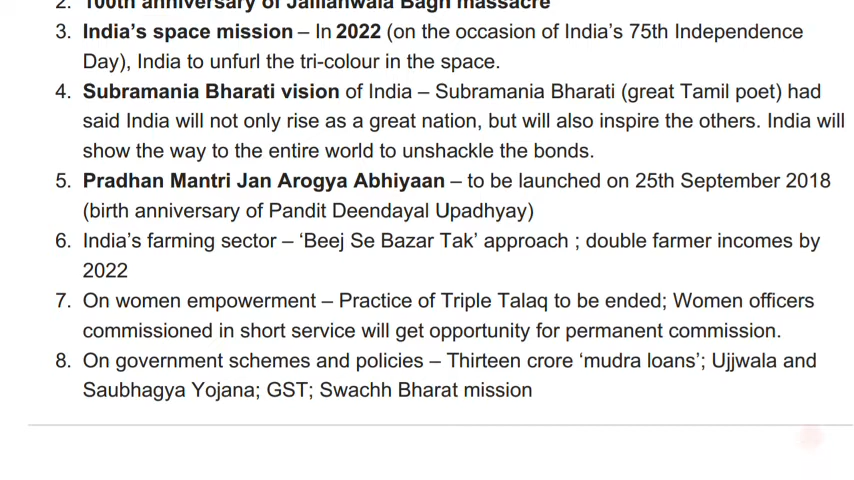 2. 100th anniversary of Jallianwala Bagh massacre
3. India’s space mission – In 2022 (on the occasion of India’s 75th Independence
Day), India to unfurl the tri-colour in the space.
4. Subramania Bharati vision of India – Subramania Bharati (great Tamil poet) had
said India will not only rise as a great nation, but will also inspire the others. India will
show the way to the entire world to unshackle the bonds.
5. Pradhan Mantri Jan Arogya Abhiyaan – to be launched on 25th September 2018
(birth anniversary of Pandit Deendayal Upadhyay)
6. India’s farming sector – ‘Beej Se Bazar Tak’ approach ; double farmer incomes by
2022
7. On women empowerment – Practice of Triple Talaq to be ended; Women officers
commissioned in short service will get opportunity for permanent commission.
8. On government schemes and policies – Thirteen crore ‘mudra loans’; Ujjwala and
Saubhagya Yojana; GST; Swachh Bharat mission